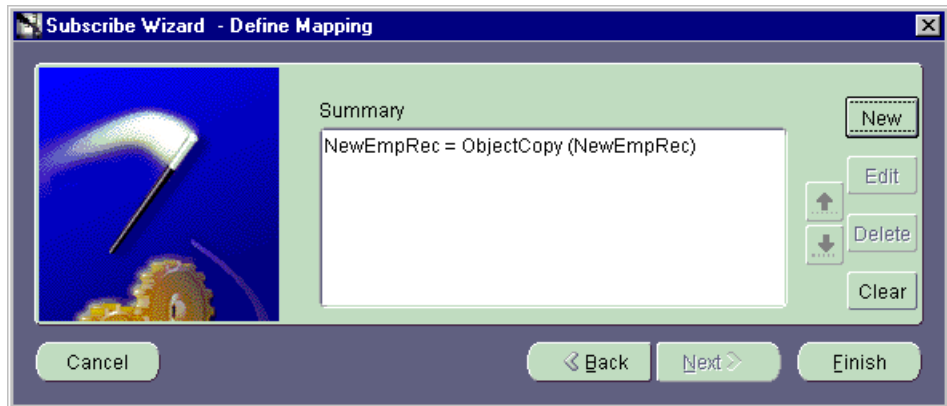 Subscribe Wizard - Define Mapping
Summary
NewEmpRec = ObjectCopy (NewEmpRec)
New
Edit
Delete
Clear
Cancel
Back
Next
Finish